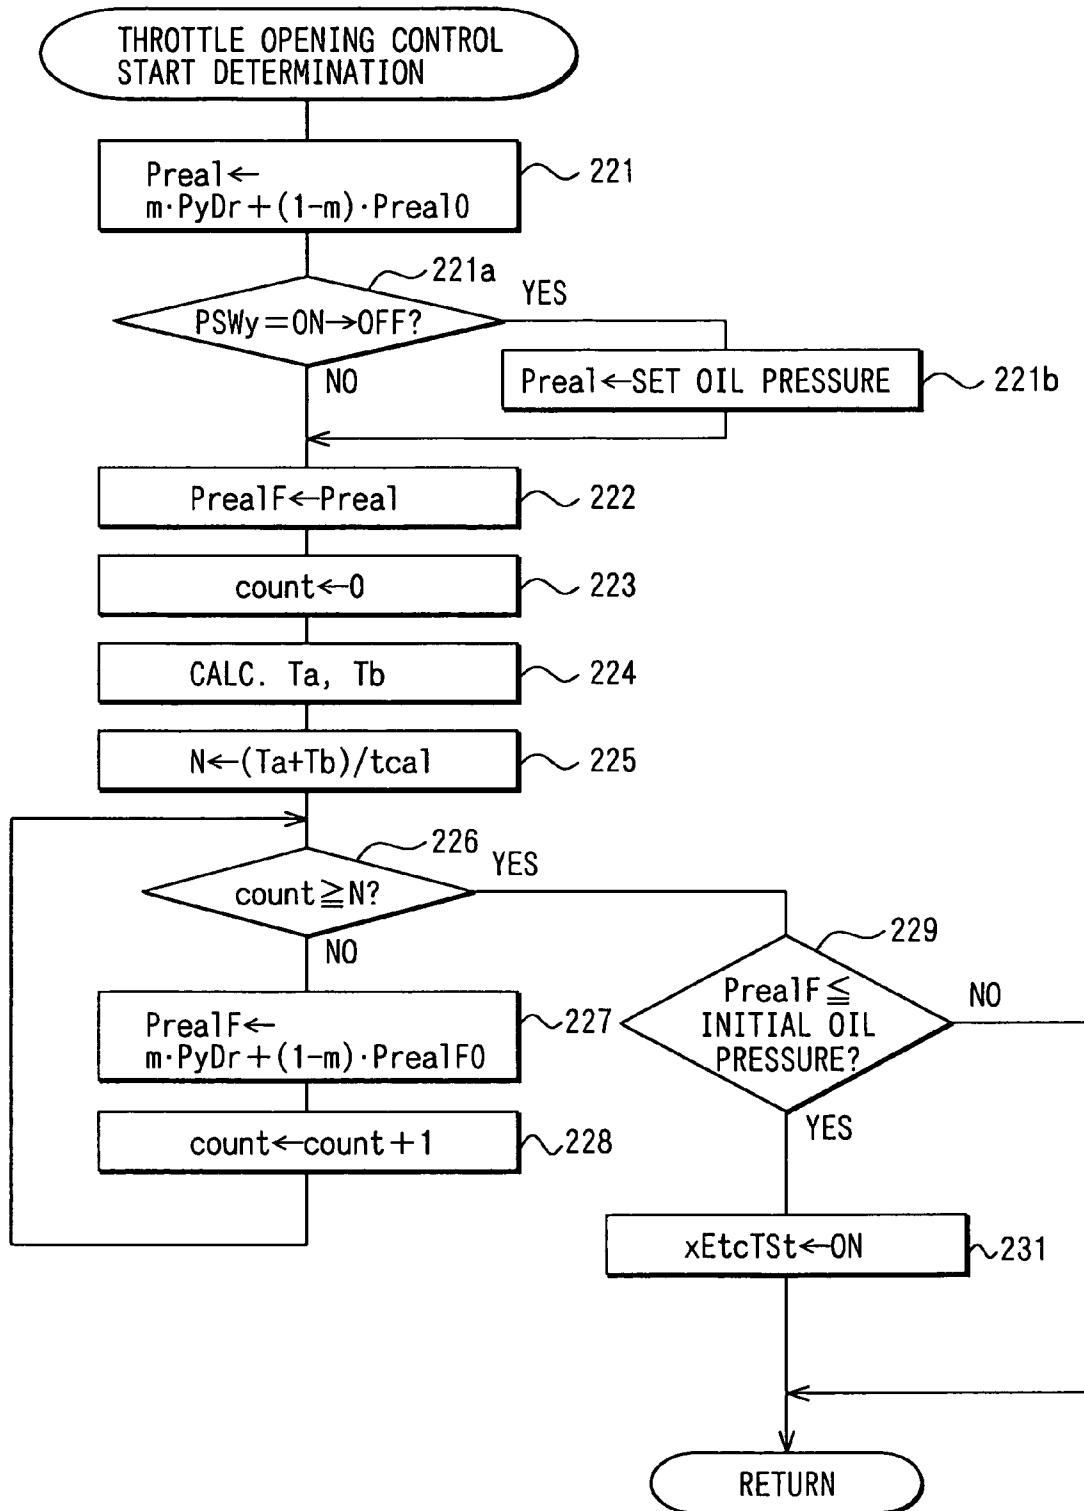 THROTTLE OPENING CONTROL
START DETERMINATION
Preal←
m·PyDr+(1-m)·Preal0
221
221a
PSWy=ON→OFF?
YES
NO
Preal←SET OIL PRESSURE
221b
PrealF←Preal
222
count←0
223
CALC. Ta, Tb
224
N←(Ta+Tb)/tcal
225
226
count≧N?
YES
NO
PrealF←
m·PyDr+(1-m)·PrealF0
227
count←count+1
228
229
PrealF≦
INITIAL OIL
PRESSURE?
NO
YES
xEtcTSt←ON
231
RETURN